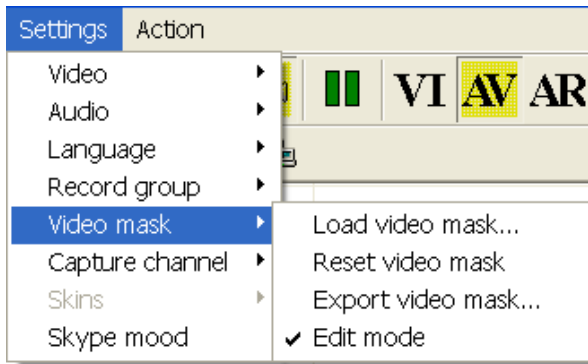 Settings Action
Video
VI AV AR
Audio
Language
Record group
Video mask
Load video mask...
Capture channel
Reset video mask
Skins
Export video mask...
Skype mood
Edit mode